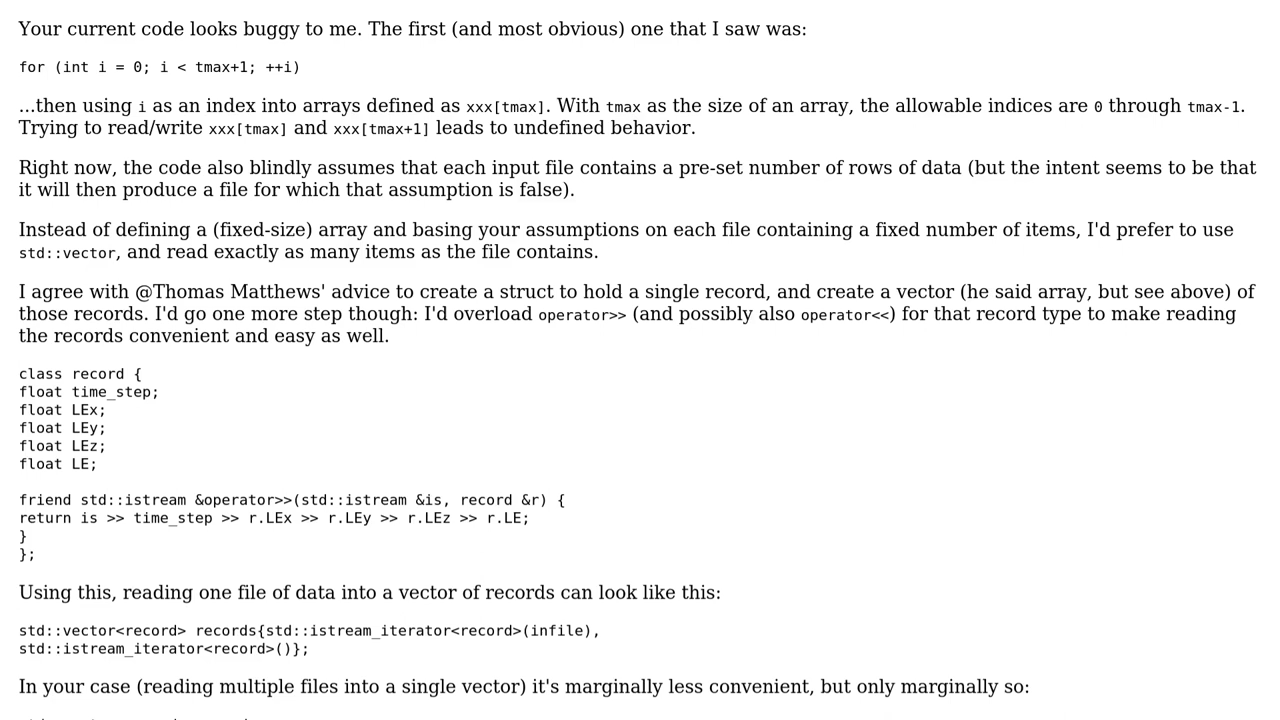 Your current code looks buggy to me. The first (and most obvious) one that I saw was:
for (int i = 0; i < tmax+1; ++i)
...then using i as an index into arrays defined as xxx[tmax]. With tmax as the size of an array, the allowable indices are 0 through tmax-1.
Trying to read/write xxx[tmax] and xxx[tmax+1] leads to undefined behavior.
Right now, the code also blindly assumes that each input file contains a pre-set number of rows of data (but the intent seems to be that
it will then produce a file for which that assumption is false).
Instead of defining a (fixed-size) array and basing your assumptions on each file containing a fixed number of items, I'd prefer to use
std::vector, and read exactly as many items as the file contains.
I agree with @Thomas Matthews' advice to create a struct to hold a single record, and create a vector (he said array, but see above) of
those records. I'd go one more step though: I'd overload operator>> (and possibly also operator<<) for that record type to make reading
the records convenient and easy as well.
class record {
float time_step;
float LEx;
float LEy;
float LEz;
float LE;
friend std::istream &operator>>(std::istream &is, record &r) {
return is >> time_step >> r.LEx >> r.LEy >> r.LEz >> r.LE;
}
};
Using this, reading one file of data into a vector of records can look like this:
std::vector<record> records{std::istream_iterator<record>(infile),
std::istream_iterator<record>()};
In your case (reading multiple files into a single vector) it's marginally less convenient, but only marginally so: